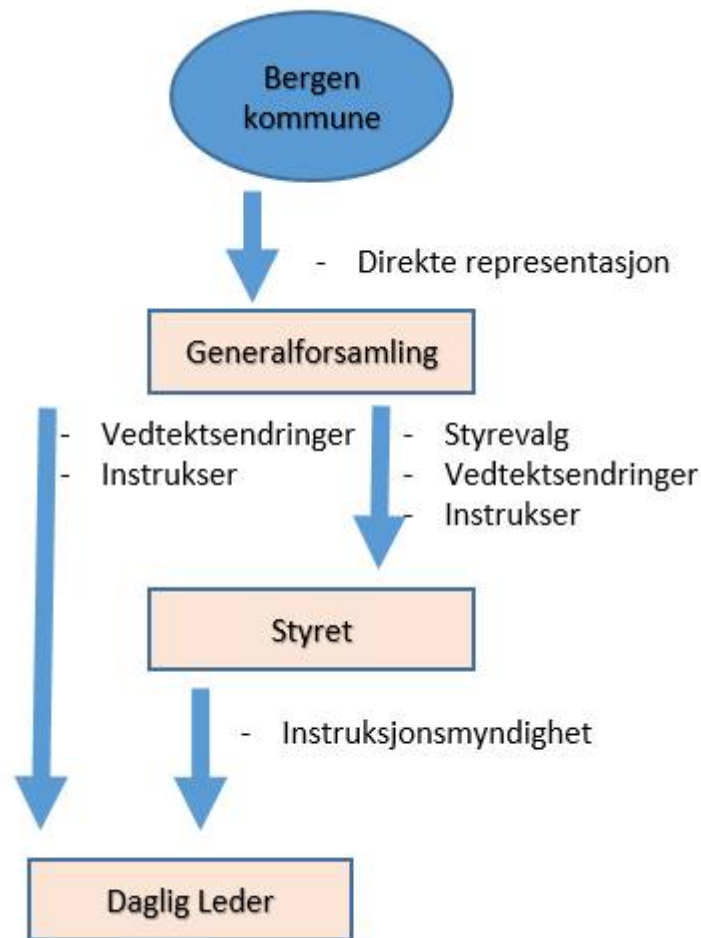 Bergen
kommune
- Direkte representasjon
Generalforsamling
- Vedtektsendringer
- Instrukser
- Styrevalg
- Vedtektsendringer
- Instrukser
Styret
- Instruksjonsmyndighet
Daglig Leder